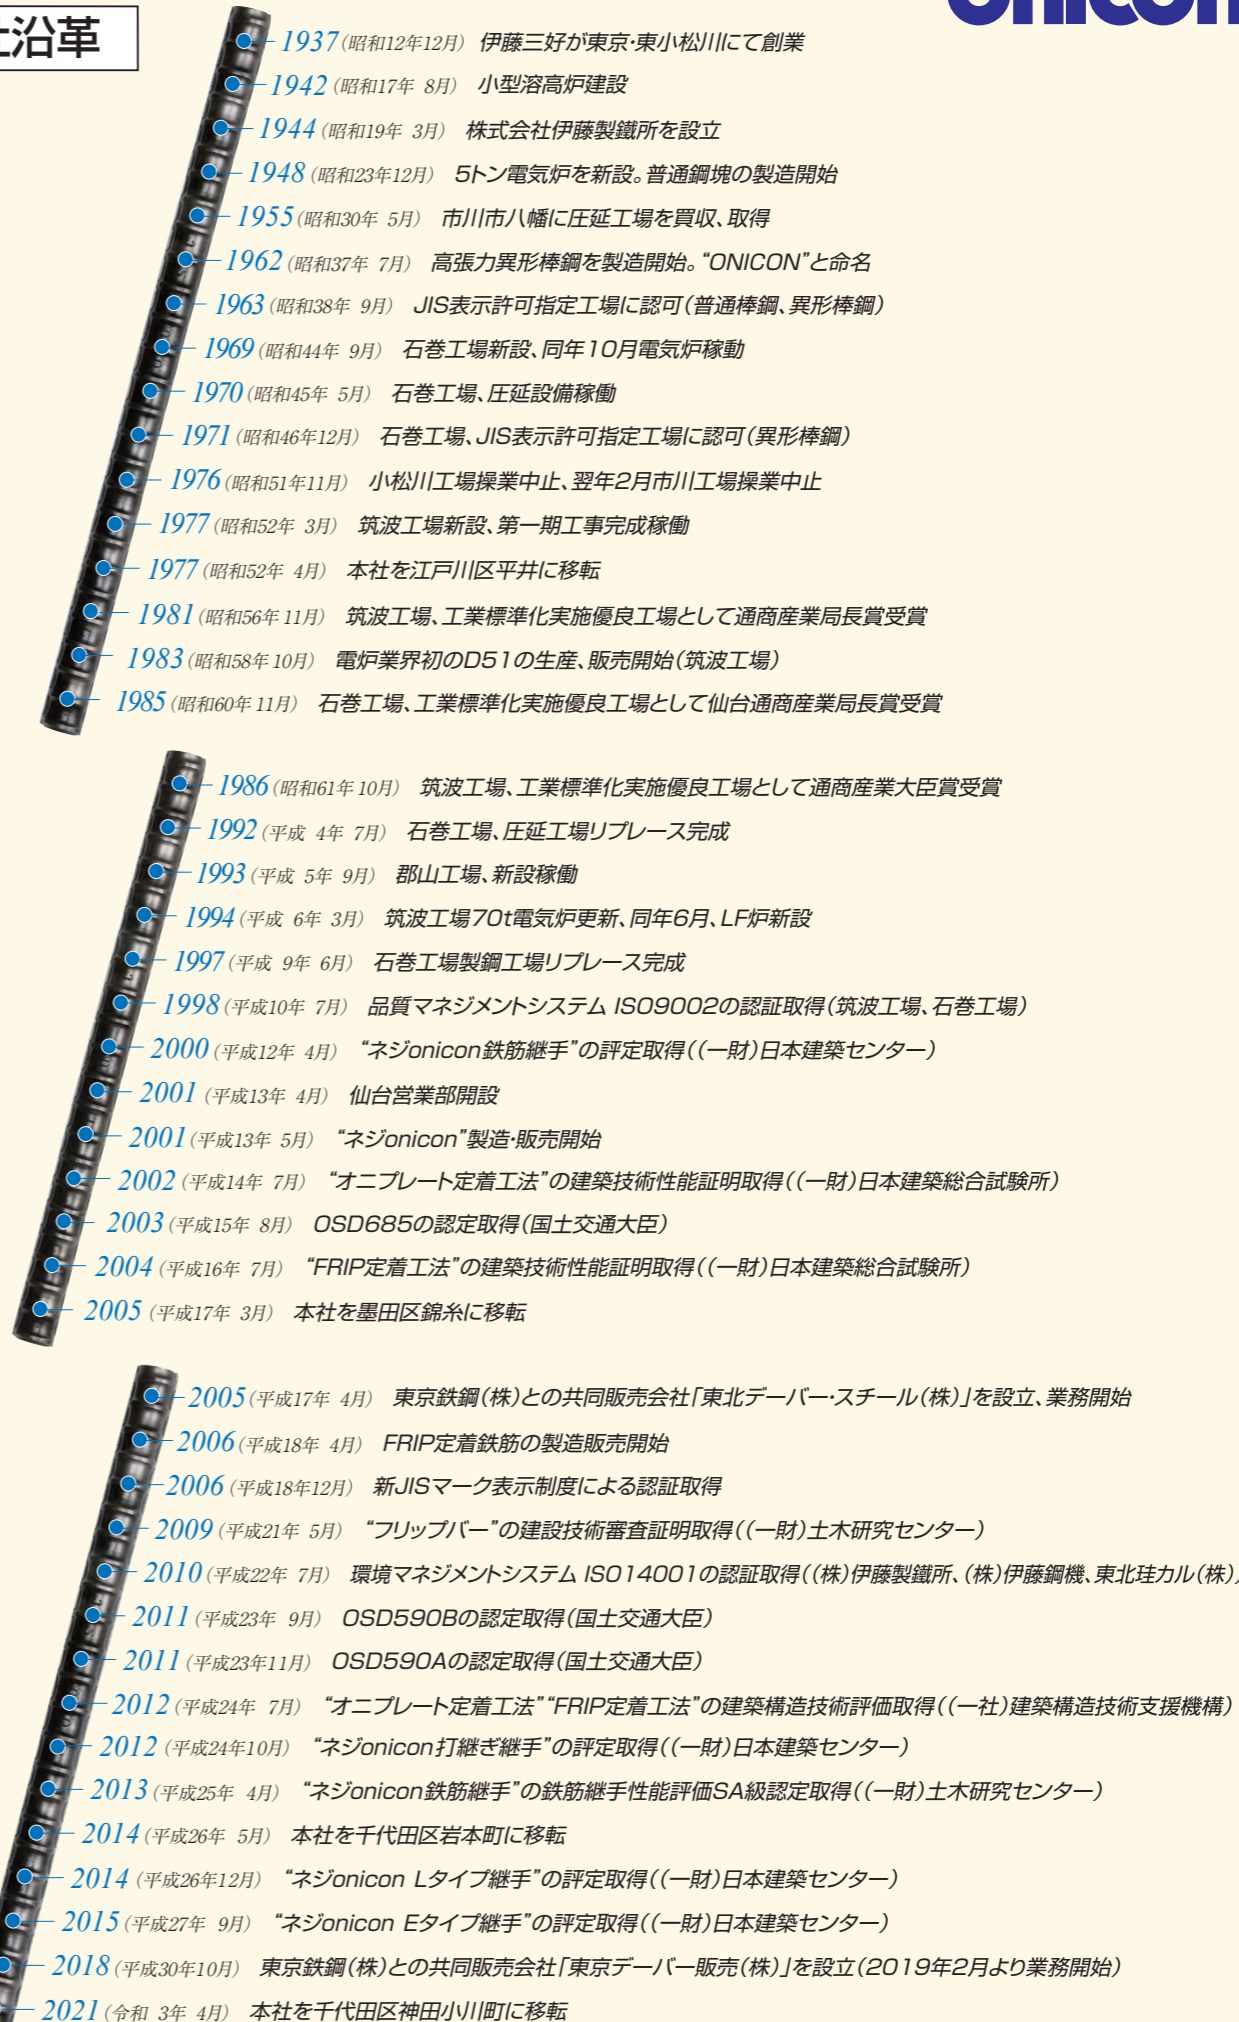 onicon
社沿革
1937(昭和12年12月) 伊藤三好が東京・東小松川にて創業
1942(昭和17年 8月) 小型溶高炉建設
1944(昭和19年 3月) 株式会社伊藤製鐵所を設立
1948(昭和23年12月) 5トン電気炉を新設。普通鋼塊の製造開始
1955(昭和30年 5月) 市川市八幡に圧延工場を買収、取得
1962(昭和37年 7月) 高張力異形棒鋼を製造開始。“ONICON”と命名
1963(昭和38年 9月) JIS表示許可指定工場に認可(普通棒鋼、異形棒鋼)
1969(昭和44年 9月) 石巻工場新設、同年10月電気炉稼動
1970(昭和45年 5月) 石巻工場、圧延設備稼働
1971(昭和46年12月) 石巻工場、JIS表示許可指定工場に認可(異形棒鋼)
1976(昭和51年11月) 小松川工場操業中止、翌年2月市川工場操業中止
1977(昭和52年 3月) 筑波工場新設、第一期工事完成稼働
1977(昭和52年 4月) 本社を江戸川区平井に移転
1981(昭和56年11月) 筑波工場、工業標準化実施優良工場として通商産業局長賞受賞
1983(昭和58年10月) 電炉業界初のD51の生産、販売開始(筑波工場)
1985(昭和60年11月) 石巻工場、工業標準化実施優良工場として仙台通商産業局長賞受賞
1986(昭和61年10月) 筑波工場、工業標準化実施優良工場として通商産業大臣賞受賞
1992(平成 4年 7月) 石巻工場、圧延工場リプレース完成
1993(平成 5年 9月) 郡山工場、新設稼働
1994(平成 6年 3月) 筑波工場70t電気炉更新、同年6月、LF炉新設
1997(平成 9年 6月) 石巻工場製鋼工場リプレース完成
1998(平成10年 7月) 品質マネジメントシステム ISO9002の認証取得(筑波工場、石巻工場)
2000(平成12年 4月) “ネジonicon鉄筋継手”の評定取得((一財)日本建築センター)
2001(平成13年 4月) 仙台営業部開設
2001(平成13年 5月) “ネジonicon”製造・販売開始
2002(平成14年 7月) “オニプレート定着工法”の建築技術性能証明取得((一財)日本建築総合試験所)
2003(平成15年 8月) OSD685の認定取得(国土交通大臣)
2004(平成16年 7月) “FRIP定着工法”の建築技術性能証明取得((一財)日本建築総合試験所)
2005(平成17年 3月) 本社を墨田区錦糸に移転
2005(平成17年 4月) 東京鉄鋼(株)との共同販売会社「東北デーバー・スチール(株)」を設立、業務開始
2006(平成18年 4月) FRIP定着鉄筋の製造販売開始
2006(平成18年12月) 新JISマーク表示制度による認証取得
2009(平成21年 5月) “フリップバー”の建設技術審査証明取得((一財)土木研究センター)
2010(平成22年 7月) 環境マネジメントシステム ISO14001の認証取得((株)伊藤製鐵所、(株)伊藤鋼機、東北珪カル(株))
2011(平成23年 9月) OSD590Bの認定取得(国土交通大臣)
2011(平成23年11月) OSD590Aの認定取得(国土交通大臣)
2012(平成24年 7月) “オニプレート定着工法”“FRIP定着工法”の建築構造技術評価取得((一社)建築構造技術支援機構)
2012(平成24年10月) “ネジonicon打継ぎ継手”の評定取得((一財)日本建築センター)
2013(平成25年 4月) “ネジonicon鉄筋継手”の鉄筋継手性能評価SA級認定取得((一財)土木研究センター)
2014(平成26年 5月) 本社を千代田区岩本町に移転
2014(平成26年12月) “ネジonicon Lタイプ継手”の評定取得((一財)日本建築センター)
2015(平成27年 9月) “ネジonicon Eタイプ継手”の評定取得((一財)日本建築センター)
2018(平成30年10月) 東京鉄鋼(株)との共同販売会社「東京デーバー販売(株)」を設立(2019年2月より業務開始)
2021(令和 3年 4月) 本社を千代田区神田小川町に移転